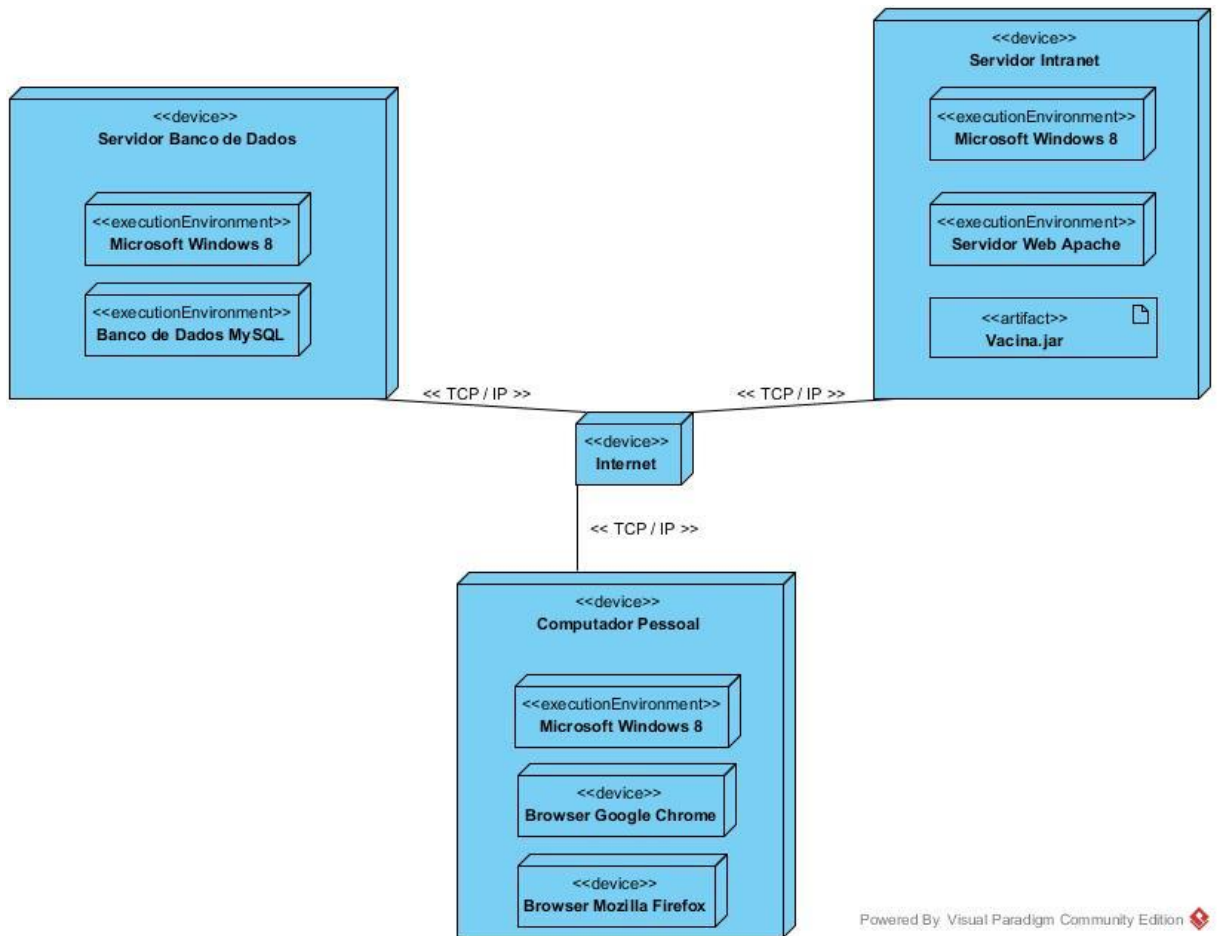 <<device>>
Servidor Banco de Dados
<<executionEnvironment>>
Microsoft Windows 8
<<executionEnvironment>>
Banco de Dados MySQL
<<device>>
Servidor Intranet
<<executionEnvironment>>
Microsoft Windows 8
<<executionEnvironment>>
Servidor Web Apache
<<artifact>>
Vacina.jar
<< TCP / IP >>
<< TCP / IP >>
<<device>>
Internet
<< TCP / IP >>
<<device>>
Computador Pessoal
<<executionEnvironment>>
Microsoft Windows 8
<<device>>
Browser Google Chrome
<<device>>
Browser Mozilla Firefox
Powered By Visual Paradigm Community Edition